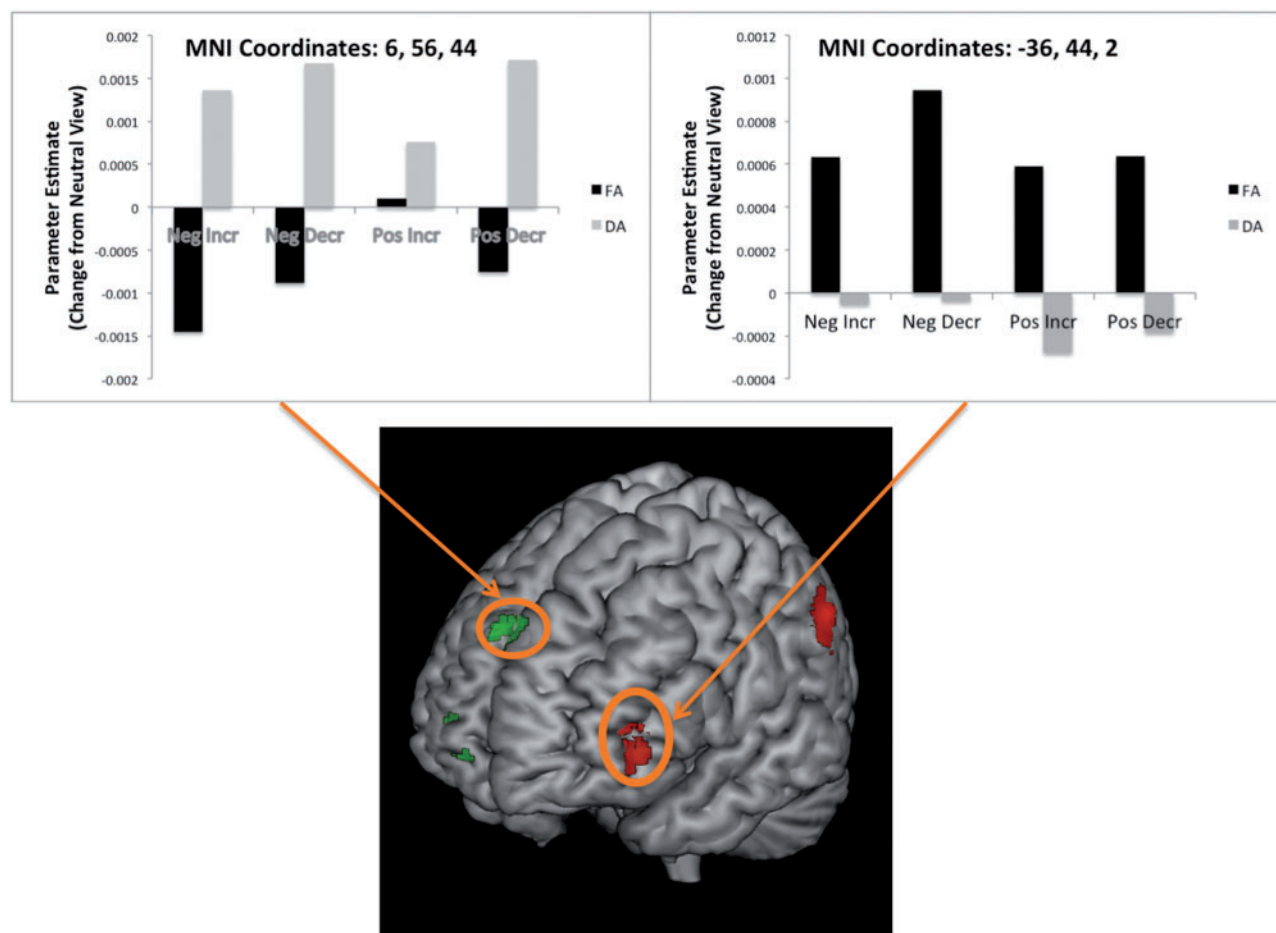 MNI Coordinates: 6, 56, 44
Parameter Estimate
(Change from Neutral View)
0.002
0.0015
0.001
0.0005
0
-0.0005
-0.001
-0.0015
-0.002
Neg Incr
Neg Decr
Pos Incr
Pos Decr
FA
DA
MNI Coordinates: -36, 44, 2
Parameter Estimate
(Change from Neutral View)
0.0012
0.001
0.0008
0.0006
0.0004
0.0002
0
-0.0002
-0.0004
Neg Incr
Neg Decr
Pos Incr
Pos Decr
FA
DA